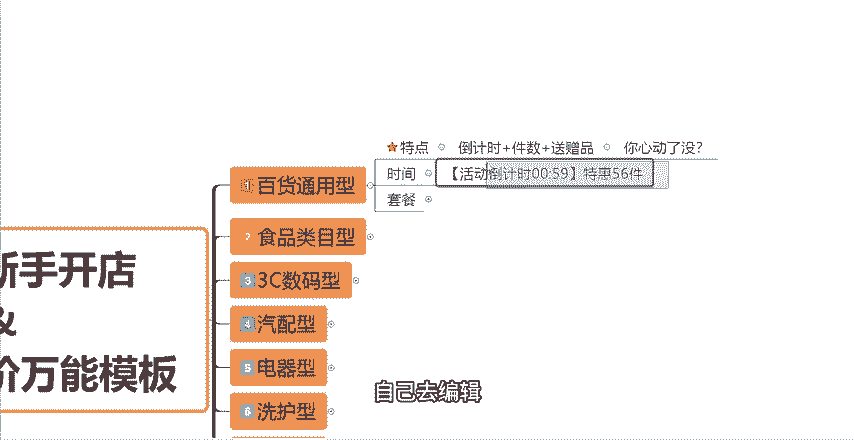 新手开店
&
价万能模板
1 百货通用型
★特点
倒计时+件数+送赠品
你心动了没?
时间
【活动倒计时00:59】特惠56件
套餐
2 食品类目型
3 3C数码型
4 汽配型
5 电器型
6 洗护型
自己去编辑